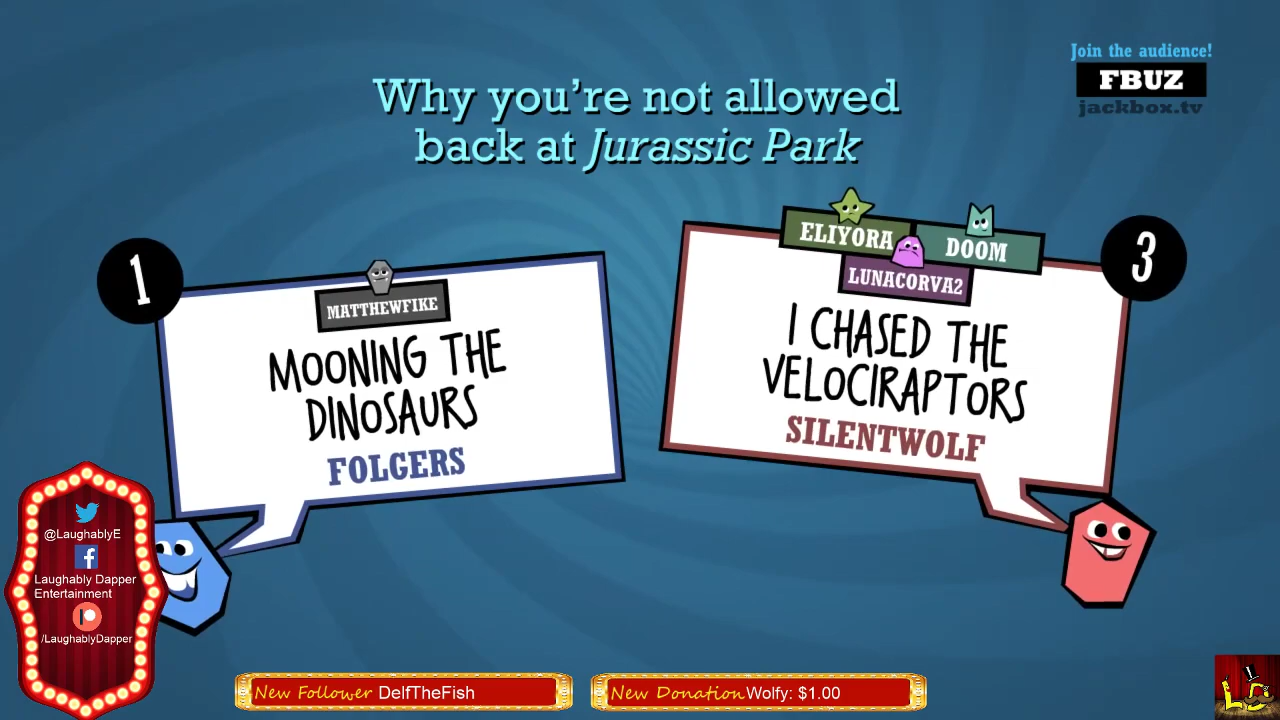 Join the audience!
FBUZ
jackbox.tv
Why you're not allowed
back at Jurassic Park
1
MATTHEWFIKE
MOONING THE
DINOSAURS
FOLGERS
3
ELIYORA
DOOM
LUNACORVA2
I CHASED THE
VELOCIRAPTORS
SILENTWOLF
@LaughablyE
Laughably Dapper
Entertainment
/LaughablyDapper
New Follower DelfTheFish
New Donation Wolfy: $1.00
LD